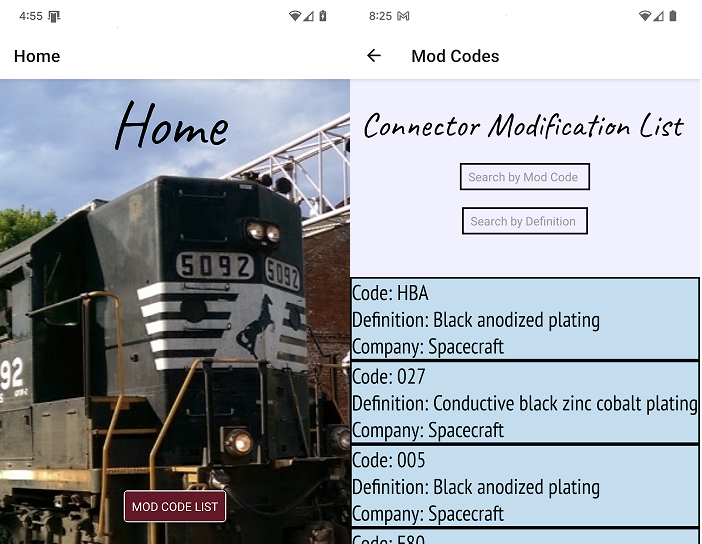 4:55
Home
Home
5092
5092
92
MOD CODE LIST
8:25
Mod Codes
Connector Modification List
Search by Mod Code
Search by Definition
Code: HBA
Definition: Black anodized plating
Company: Spacecraft
Code: 027
Definition: Conductive black zinc cobalt plating
Company: Spacecraft
Code: 005
Definition: Black anodized plating
Company: Spacecraft